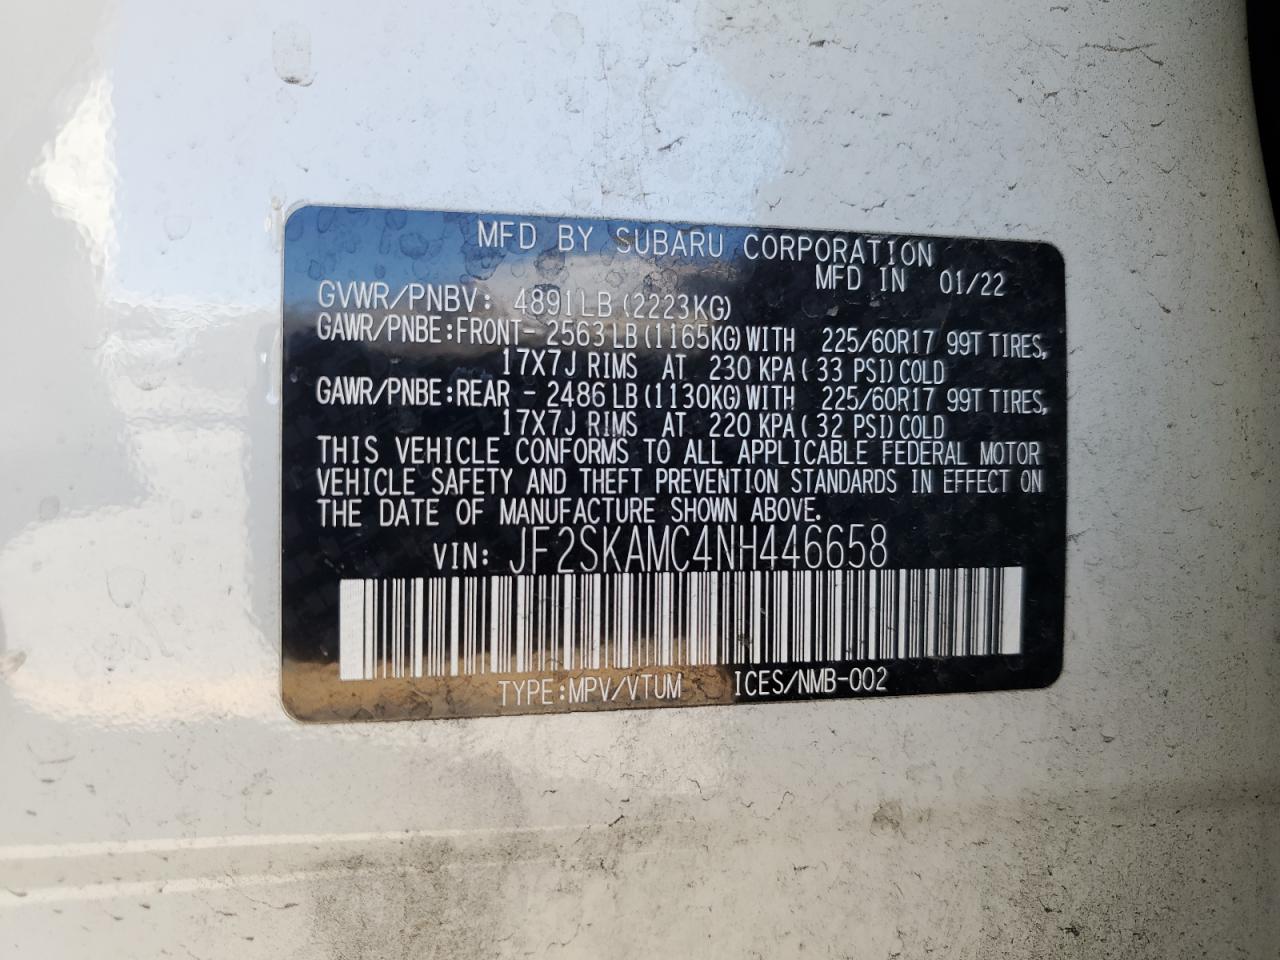 MFD BY SUBARU CORPORATION
MFD IN 01/22
GVWR/PNBV: 4891LB(2223KG)
GAWR/PNBE:FRONT- 2563LB(1165KG)WITH 225/60R17 99T TIRES,
17X7J RIMS AT 230 KPA(33 PSI)COLD
GAWR/PNBE:REAR - 2486LB(1130KG)WITH 225/60R17 99T TIRES,
17X7J RIMS AT 220 KPA(32 PSI)COLD
THIS VEHICLE CONFORMS TO ALL APPLICABLE FEDERAL MOTOR
VEHICLE SAFETY AND THEFT PREVENTION STANDARDS IN EFFECT ON
THE DATE OF MANUFACTURE SHOWN ABOVE.
VIN: JF2SKAMC4NH446658
TYPE:MPV/VTUM ICES/NMB-002